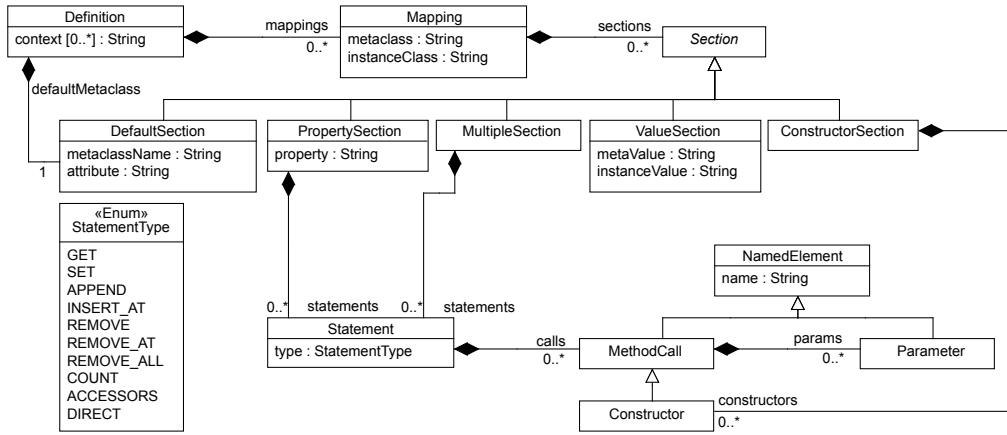 Definition
context [0..*] : String
mappings
0..*
Mapping
metaclass : String
instanceClass : String
sections
0..*
Section
defaultMetaclass
1
DefaultSection
metaclassName : String
attribute : String
PropertySection
property : String
MultipleSection
ValueSection
metaValue : String
instanceValue : String
ConstructorSection
«Enum»
StatementType
GET
SET
APPEND
INSERT_AT
REMOVE
REMOVE_AT
REMOVE_ALL
COUNT
ACCESSORS
DIRECT
NamedElement
name : String
0..*
statements
0..*
statements
Statement
type : StatementType
calls
0..*
MethodCall
params
0..*
Parameter
Constructor
constructors
0..*